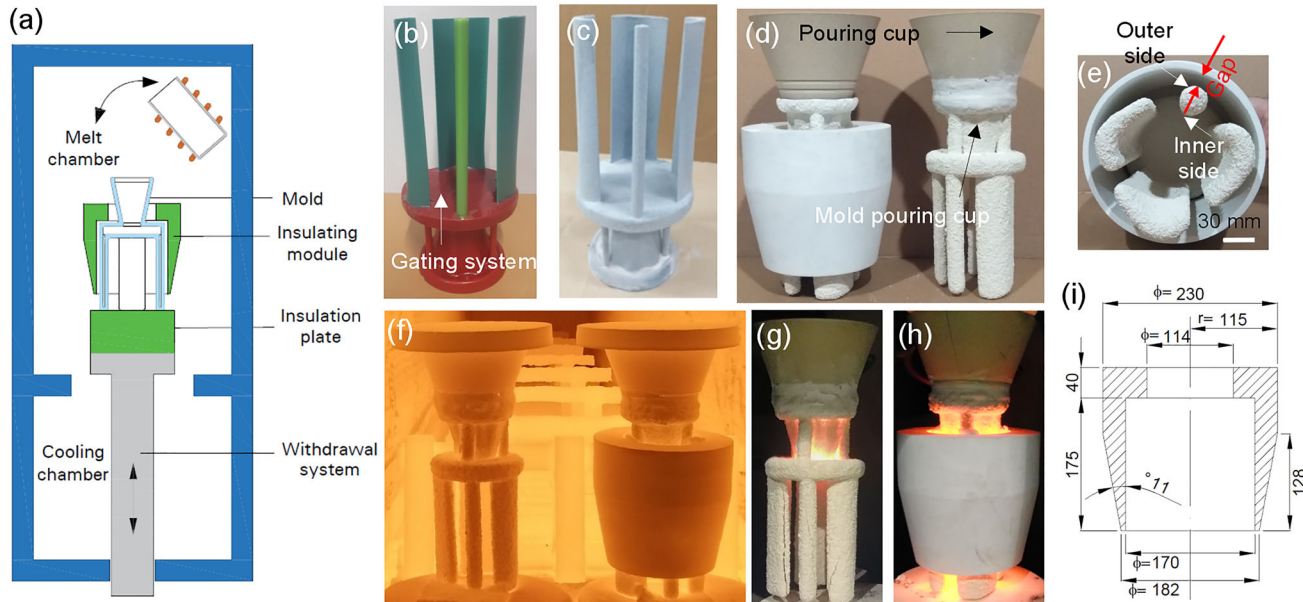 (a)
Melt
chamber
Mold
Insulating
module
Insulation
plate
Cooling
chamber
Withdrawal
system
(b)
Gating system
(c)
(d)
Pouring cup
Mold pouring cup
Outer
side
(e)
Gap
Inner
side
30 mm
(f)
(g)
(h)
(i)
ϕ= 230
r= 115
ϕ= 114
40
175
128
°11
ϕ=170
ϕ= 182